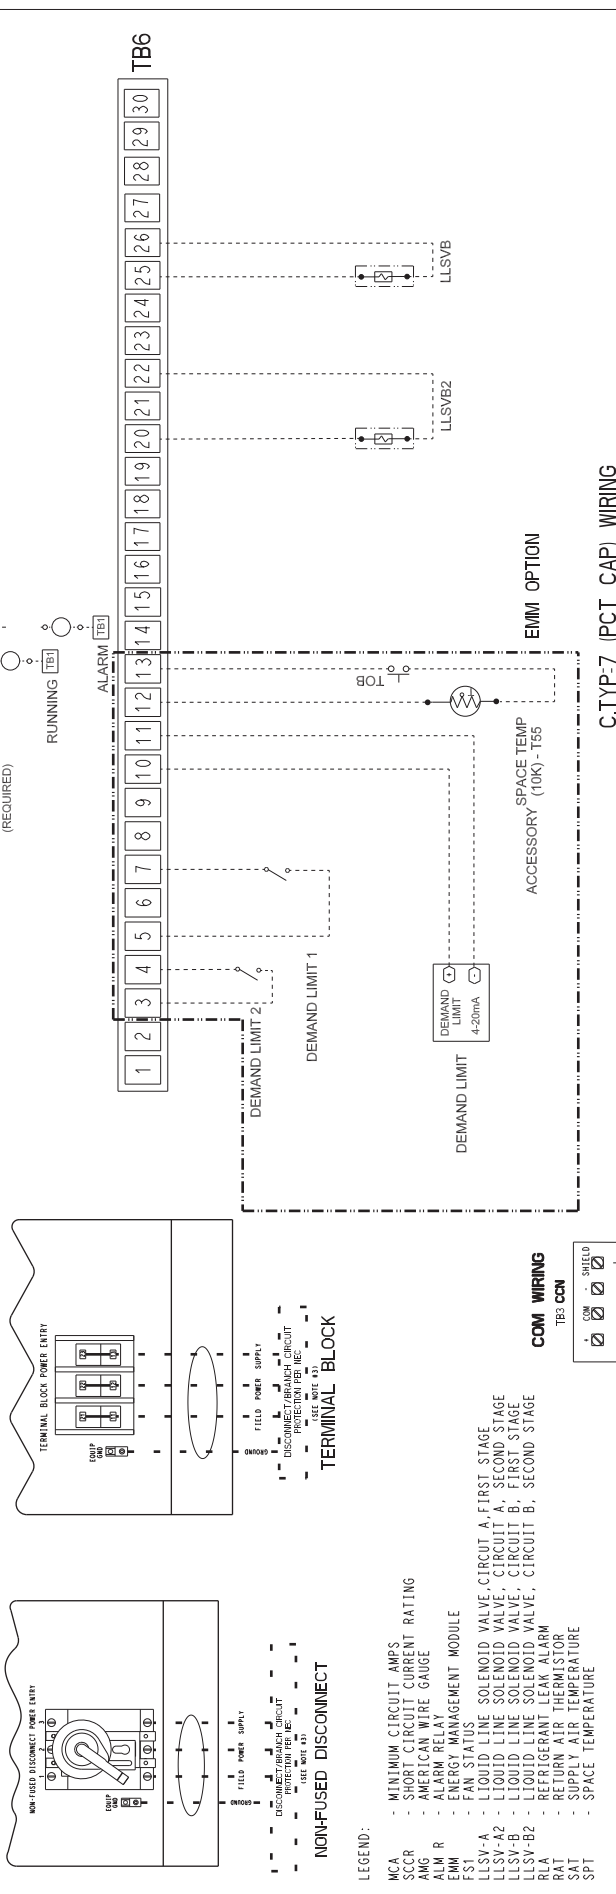 TB6
1 2 3 4 5 6 7 8 9 10 11 12 13 14 15 16 17 18 19 20 21 22 23 24 25 26 27 28 29 30
(REQUIRED)
RUNNING
TB1
ALARM
TB1
LLSVB
LLSVB2
TOB
EMM OPTION
SPACE TEMP
ACCESSORY
(10K) - T55
DEMAND LIMIT 2
DEMAND LIMIT 1
DEMAND LIMIT
DEMAND
LIMIT
4-20mA
+
-
C.TYP-7 (PCT CAP) WIRING
TERMINAL BLOCK POWER ENTRY
EQUIP
GND
GROUND
FIELD POWER SUPPLY
DISCONNECT/BRANCH CIRCUIT
PROTECTION PER NEC
(SEE NOTE #3)
TERMINAL BLOCK
NON-FUSED DISCONNECT POWER ENTRY
1 2 3
EQUIP
GND
GROUND
FIELD POWER SUPPLY
DISCONNECT/BRANCH CIRCUIT
PROTECTION PER NEC
(SEE NOTE #3)
NON-FUSED DISCONNECT
COM WIRING
TB3 CCN
+ COM - SHIELD
LEGEND:
MCA - MINIMUM CIRCUIT AMPS
SCCR - SHORT CIRCUIT CURRENT RATING
AMG - AMERICAN WIRE GAUGE
ALM R - ALARM RELAY
EMM - ENERGY MANAGEMENT MODULE
FS1 - FAN STATUS
LLSV-A - LIQUID LINE SOLENOID VALVE, CIRCUT A, FIRST STAGE
LLSV-A2 - LIQUID LINE SOLENOID VALVE, CIRCUIT A, SECOND STAGE
LLSV-B - LIQUID LINE SOLENOID VALVE, CIRCUIT B, FIRST STAGE
LLSV-B2 - LIQUID LINE SOLENOID VALVE, CIRCUIT B, SECOND STAGE
RLA - REFRIGERANT LEAK ALARM
RAT - RETURN AIR THERMISTOR
SAT - SUPPLY AIR TEMPERATURE
SPT - SPACE TEMPERATURE